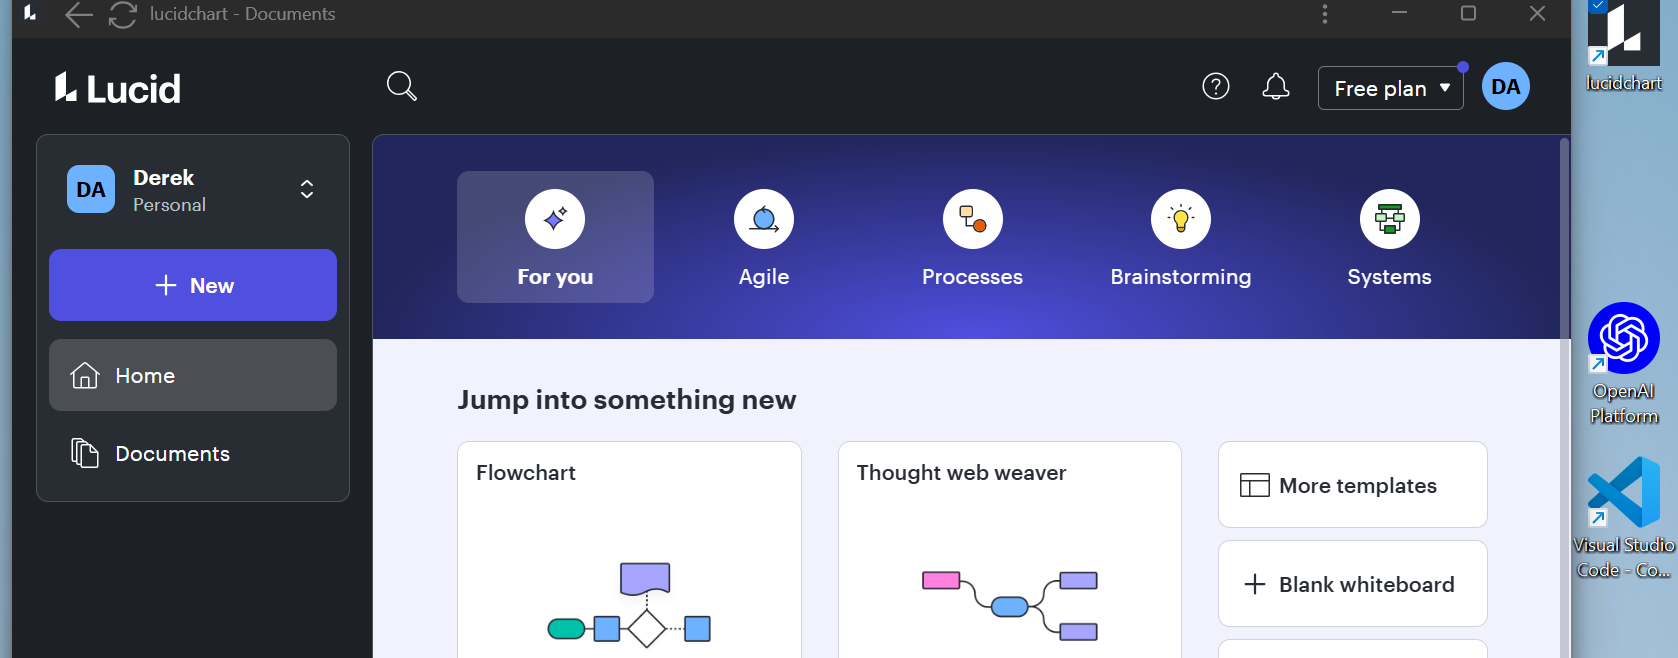 lucidchart - Documents
Lucid
Free plan
DA
DA
Derek
Personal
New
Home
Documents
For you
Agile
Processes
Brainstorming
Systems
Jump into something new
Flowchart
Thought web weaver
More templates
Blank whiteboard
lucidchart
OpenAI
Platform
Visual Studio
Code - Co...